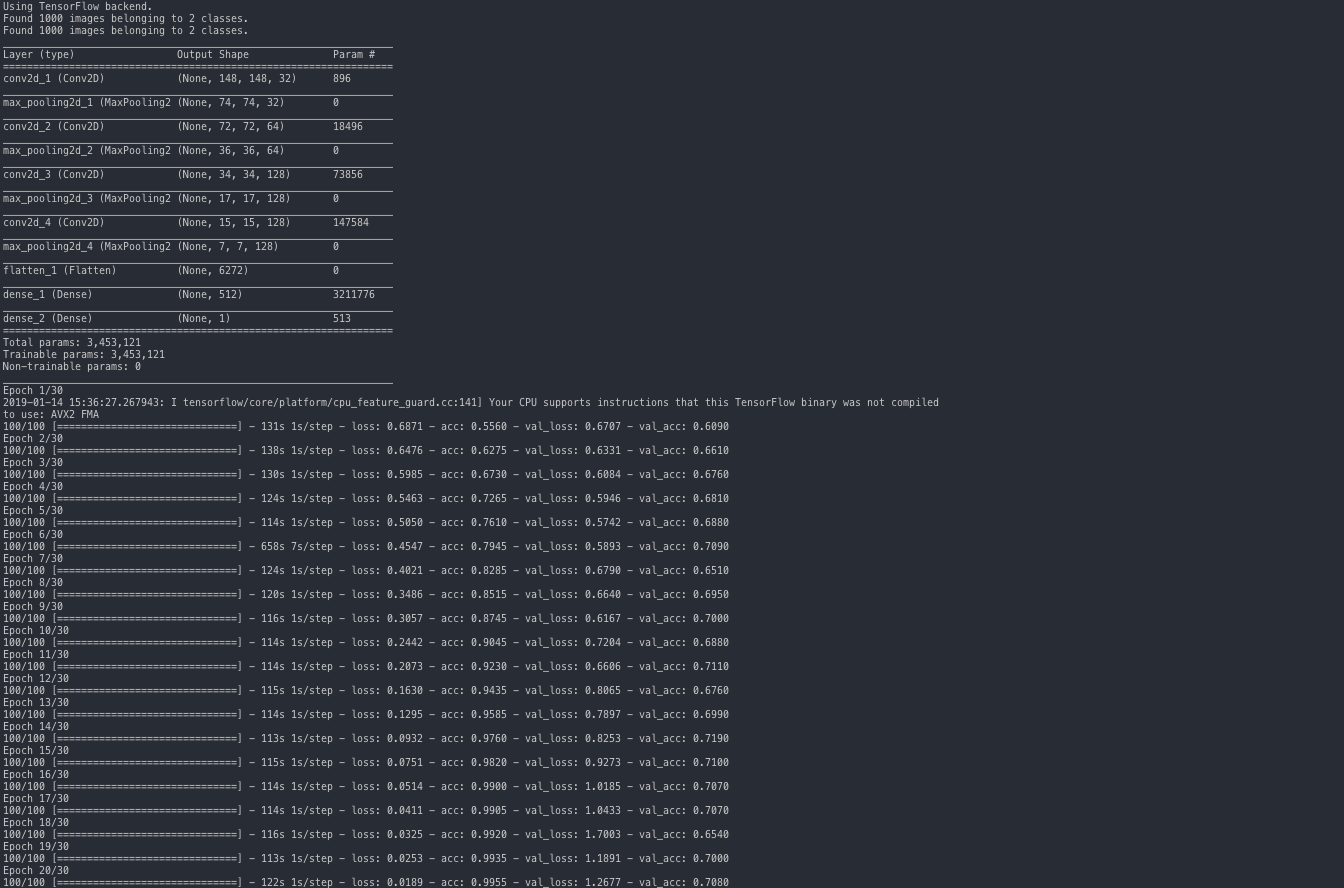 Using TensorFlow backend.
Found 1000 images belonging to 2 classes.
Found 1000 images belonging to 2 classes.
_________________________________________________________________
Layer (type)                 Output Shape              Param #
=================================================================
conv2d_1 (Conv2D)            (None, 148, 148, 32)      896
_________________________________________________________________
max_pooling2d_1 (MaxPooling2 (None, 74, 74, 32)        0
_________________________________________________________________
conv2d_2 (Conv2D)            (None, 72, 72, 64)        18496
_________________________________________________________________
max_pooling2d_2 (MaxPooling2 (None, 36, 36, 64)        0
_________________________________________________________________
conv2d_3 (Conv2D)            (None, 34, 34, 128)       73856
_________________________________________________________________
max_pooling2d_3 (MaxPooling2 (None, 17, 17, 128)       0
_________________________________________________________________
conv2d_4 (Conv2D)            (None, 15, 15, 128)       147584
_________________________________________________________________
max_pooling2d_4 (MaxPooling2 (None, 7, 7, 128)         0
_________________________________________________________________
flatten_1 (Flatten)          (None, 6272)              0
_________________________________________________________________
dense_1 (Dense)              (None, 512)               3211776
_________________________________________________________________
dense_2 (Dense)              (None, 1)                 513
=================================================================
Total params: 3,453,121
Trainable params: 3,453,121
Non-trainable params: 0
_________________________________________________________________
Epoch 1/30
2019-01-14 15:36:27.267943: I tensorflow/core/platform/cpu_feature_guard.cc:141] Your CPU supports instructions that this TensorFlow binary was not compiled
to use: AVX2 FMA
100/100 [==============================] - 131s 1s/step - loss: 0.6871 - acc: 0.5560 - val_loss: 0.6707 - val_acc: 0.6090
Epoch 2/30
100/100 [==============================] - 138s 1s/step - loss: 0.6476 - acc: 0.6275 - val_loss: 0.6331 - val_acc: 0.6610
Epoch 3/30
100/100 [==============================] - 130s 1s/step - loss: 0.5985 - acc: 0.6730 - val_loss: 0.6084 - val_acc: 0.6760
Epoch 4/30
100/100 [==============================] - 124s 1s/step - loss: 0.5463 - acc: 0.7265 - val_loss: 0.5946 - val_acc: 0.6810
Epoch 5/30
100/100 [==============================] - 114s 1s/step - loss: 0.5050 - acc: 0.7610 - val_loss: 0.5742 - val_acc: 0.6880
Epoch 6/30
100/100 [==============================] - 658s 7s/step - loss: 0.4547 - acc: 0.7945 - val_loss: 0.5893 - val_acc: 0.7090
Epoch 7/30
100/100 [==============================] - 124s 1s/step - loss: 0.4021 - acc: 0.8285 - val_loss: 0.6790 - val_acc: 0.6510
Epoch 8/30
100/100 [==============================] - 120s 1s/step - loss: 0.3486 - acc: 0.8515 - val_loss: 0.6640 - val_acc: 0.6950
Epoch 9/30
100/100 [==============================] - 116s 1s/step - loss: 0.3057 - acc: 0.8745 - val_loss: 0.6167 - val_acc: 0.7000
Epoch 10/30
100/100 [==============================] - 114s 1s/step - loss: 0.2442 - acc: 0.9045 - val_loss: 0.7204 - val_acc: 0.6880
Epoch 11/30
100/100 [==============================] - 114s 1s/step - loss: 0.2073 - acc: 0.9230 - val_loss: 0.6606 - val_acc: 0.7110
Epoch 12/30
100/100 [==============================] - 115s 1s/step - loss: 0.1630 - acc: 0.9435 - val_loss: 0.8065 - val_acc: 0.6760
Epoch 13/30
100/100 [==============================] - 114s 1s/step - loss: 0.1295 - acc: 0.9585 - val_loss: 0.7897 - val_acc: 0.6990
Epoch 14/30
100/100 [==============================] - 113s 1s/step - loss: 0.0932 - acc: 0.9760 - val_loss: 0.8253 - val_acc: 0.7190
Epoch 15/30
100/100 [==============================] - 115s 1s/step - loss: 0.0751 - acc: 0.9820 - val_loss: 0.9273 - val_acc: 0.7100
Epoch 16/30
100/100 [==============================] - 114s 1s/step - loss: 0.0514 - acc: 0.9900 - val_loss: 1.0185 - val_acc: 0.7070
Epoch 17/30
100/100 [==============================] - 114s 1s/step - loss: 0.0411 - acc: 0.9905 - val_loss: 1.0433 - val_acc: 0.7070
Epoch 18/30
100/100 [==============================] - 116s 1s/step - loss: 0.0325 - acc: 0.9920 - val_loss: 1.7003 - val_acc: 0.6540
Epoch 19/30
100/100 [==============================] - 113s 1s/step - loss: 0.0253 - acc: 0.9935 - val_loss: 1.1891 - val_acc: 0.7000
Epoch 20/30
100/100 [==============================] - 122s 1s/step - loss: 0.0189 - acc: 0.9955 - val_loss: 1.2677 - val_acc: 0.7080